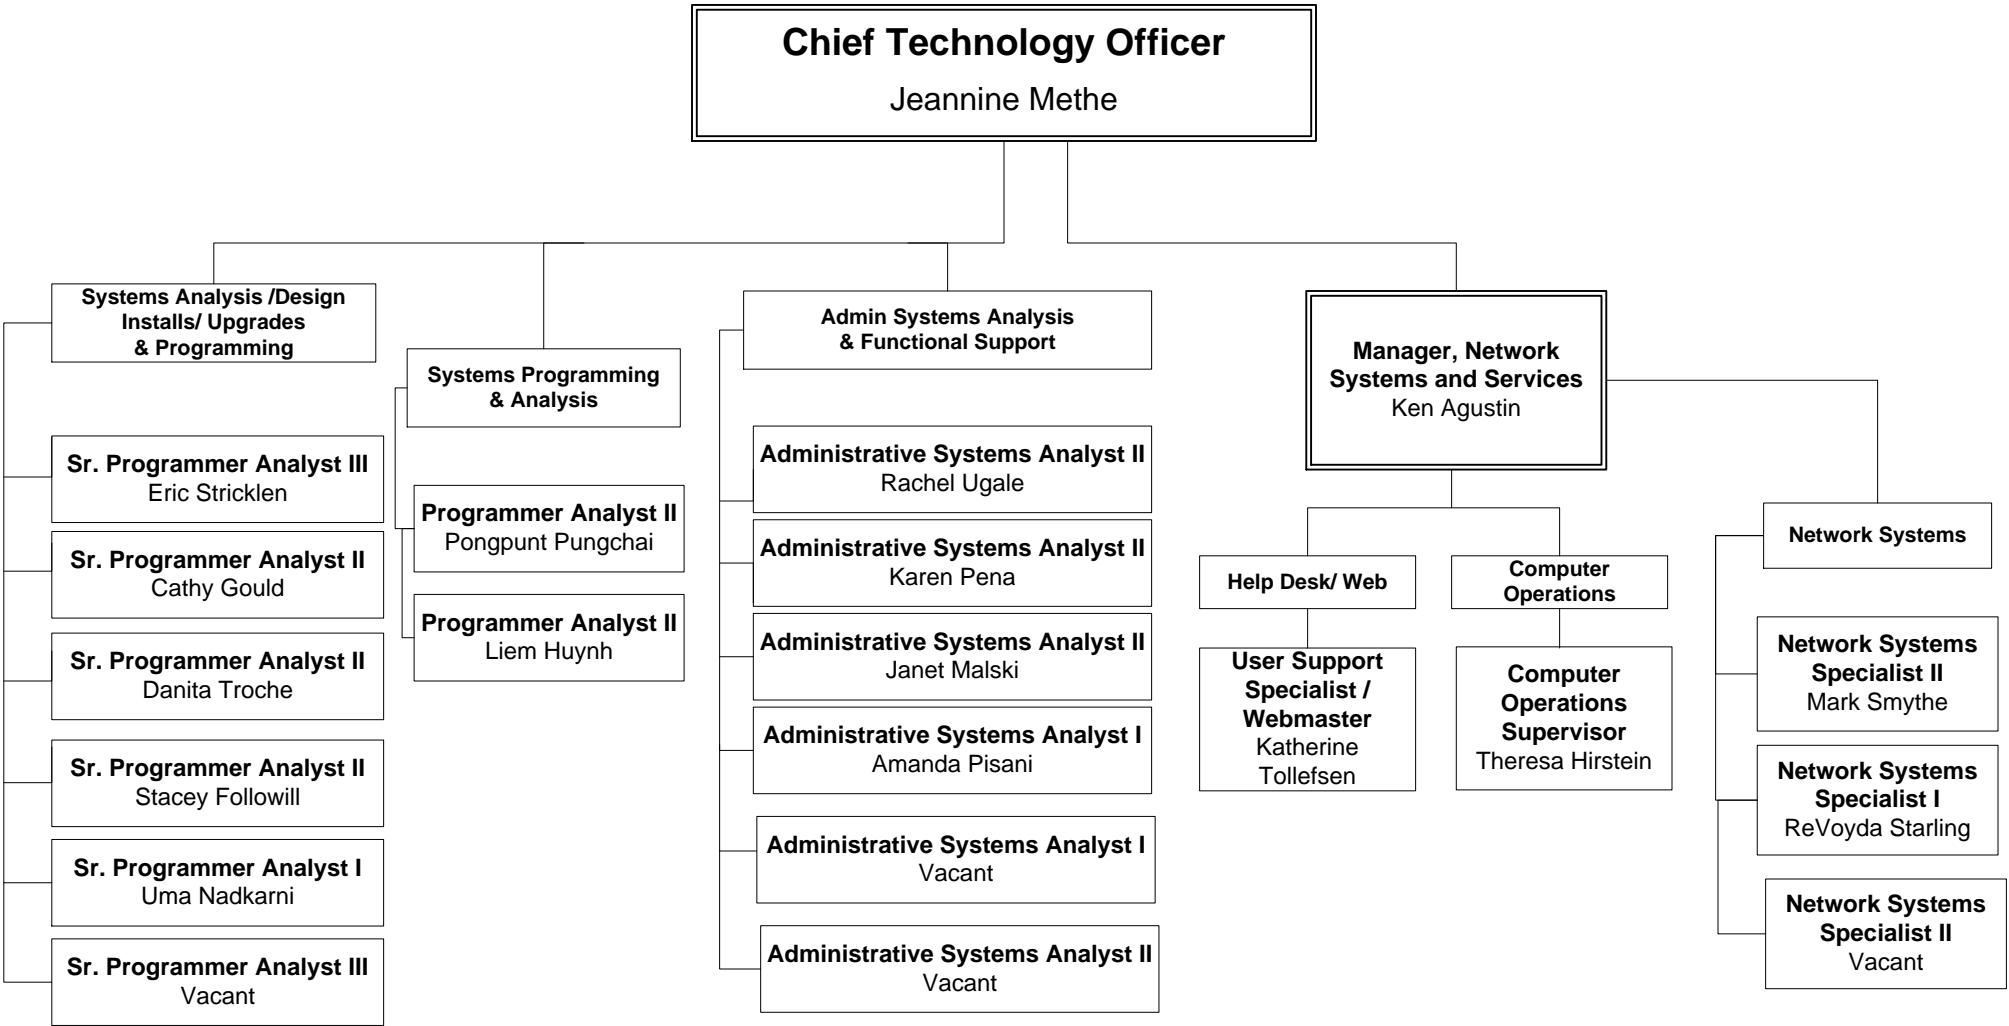 Chief Technology Officer
Jeannine Methe
Systems Analysis /Design
Installs/ Upgrades
& Programming
Sr. Programmer Analyst III
Eric Stricklen
Sr. Programmer Analyst II
Cathy Gould
Sr. Programmer Analyst II
Danita Troche
Sr. Programmer Analyst II
Stacey Followill
Sr. Programmer Analyst I
Uma Nadkarni
Sr. Programmer Analyst III
Vacant
Systems Programming
& Analysis
Programmer Analyst II
Pongpunt Pungchai
Programmer Analyst II
Liem Huynh
Admin Systems Analysis
& Functional Support
Administrative Systems Analyst II
Rachel Ugale
Administrative Systems Analyst II
Karen Pena
Administrative Systems Analyst II
Janet Malski
Administrative Systems Analyst I
Amanda Pisani
Administrative Systems Analyst I
Vacant
Administrative Systems Analyst II
Vacant
Manager, Network
Systems and Services
Ken Agustin
Help Desk/ Web
User Support
Specialist /
Webmaster
Katherine
Tollefsen
Computer
Operations
Computer
Operations
Supervisor
Theresa Hirstein
Network Systems
Network Systems
Specialist II
Mark Smythe
Network Systems
Specialist I
ReVoyda Starling
Network Systems
Specialist II
Vacant